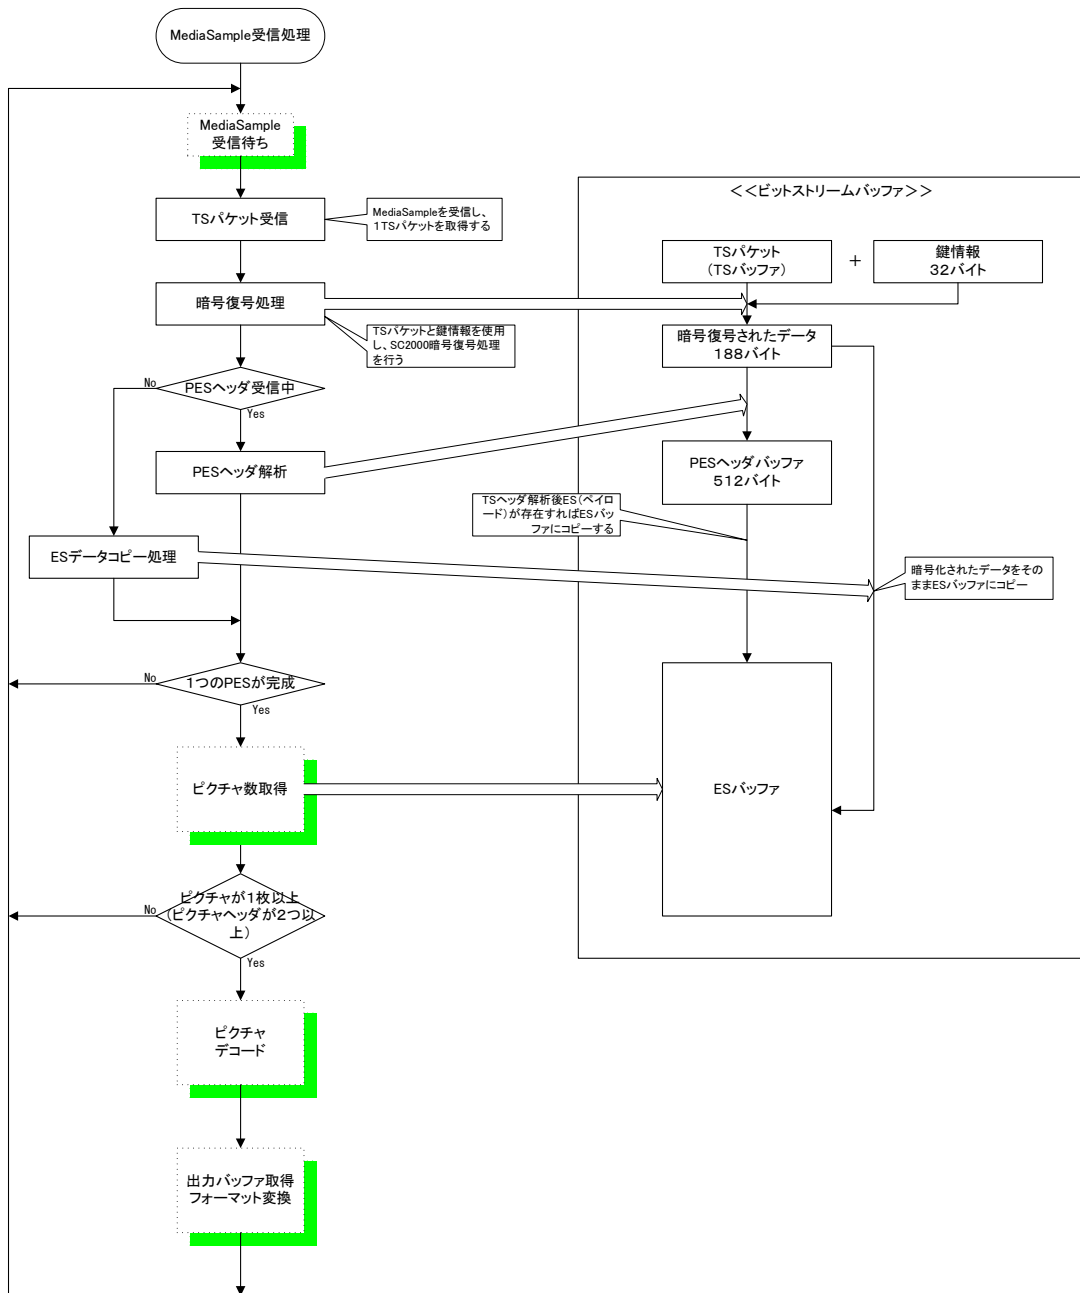 MediaSample受信処理
MediaSample
受信待ち
TSパケット受信
MediaSampleを受信し、
1TSパケットを取得する
暗号復号処理
TSパケットと鍵情報を使用
し、SC2000暗号復号処理
を行う
No
PESヘッダ受信中
Yes
PESヘッダ解析
ESデータコピー処理
No
1つのPESが完成
Yes
ピクチャ数取得
No
ピクチャが1枚以上
(ピクチャヘッダが2つ以
上)
Yes
ピクチャ
デコード
出力バッファ取得
フォーマット変換
<<ビットストリームバッファ>>
TSパケット
(TSバッファ)
+
鍵情報
32バイト
暗号復号されたデータ
188バイト
PESヘッダバッファ
512バイト
TSヘッダ解析後ES(ペイロ
ード)が存在すればESバッ
ファにコピーする
暗号化されたデータをその
ままESバッファにコピー
ESバッファ